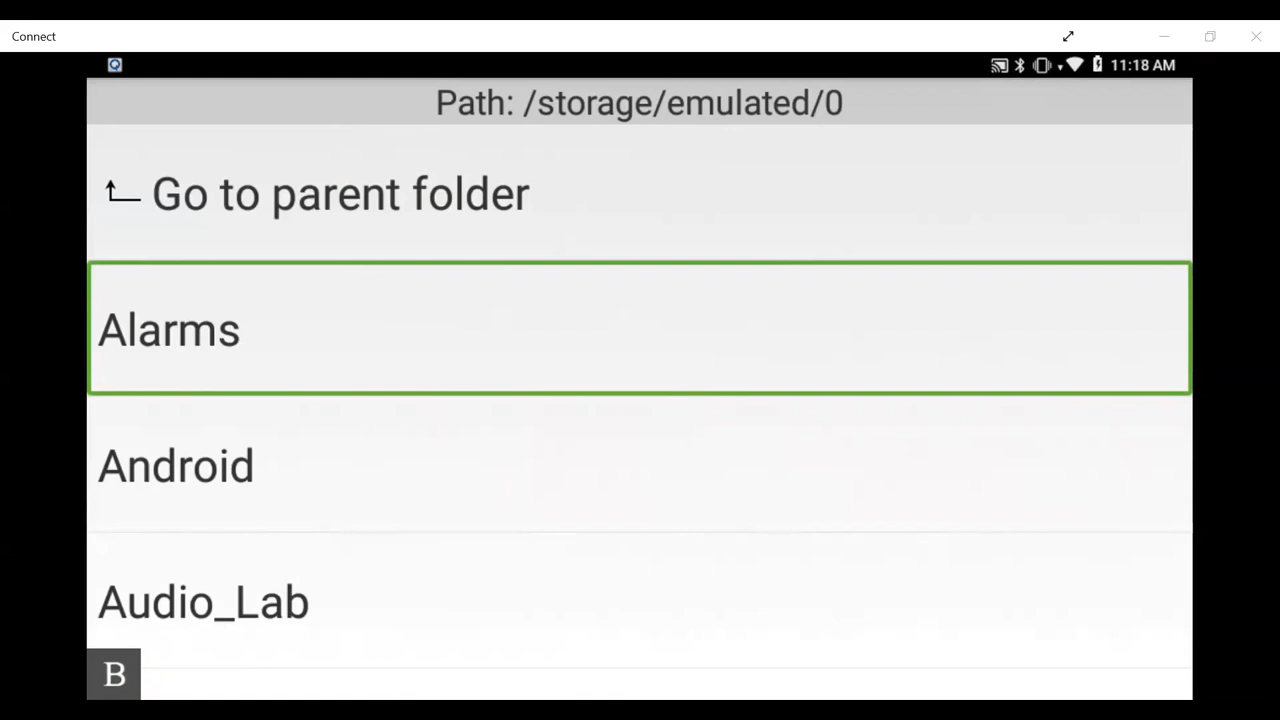 Connect
11:18 AM
Path: /storage/emulated/0
Go to parent folder
Alarms
Android
Audio_Lab
B